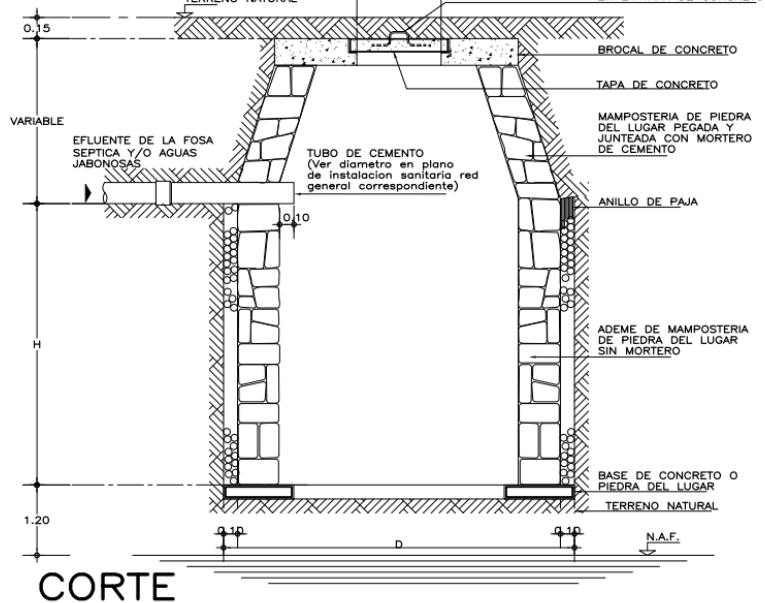 TERRENO NATURAL
0.15
BROCAL DE CONCRETO
TAPA DE CONCRETO
VARIABLE
MAMPOSTERIA DE PIEDRA
DEL LUGAR PEGADA Y
JUNTEADA CON MORTERO
DE CEMENTO
EFLUENTE DE LA FOSA
SEPTICA Y/O AGUAS
JABONOSAS
TUBO DE CEMENTO
(Ver diametro en plano
de instalacion sanitaria red
general correspondiente)
ANILLO DE PAJA
0.10
H
ADEME DE MAMPOSTERIA
DE PIEDRA DEL LUGAR
SIN MORTERO
BASE DE CONCRETO O
PIEDRA DEL LUGAR
TERRENO NATURAL
1.20
0.10
D
0.10
N.A.F.
CORTE